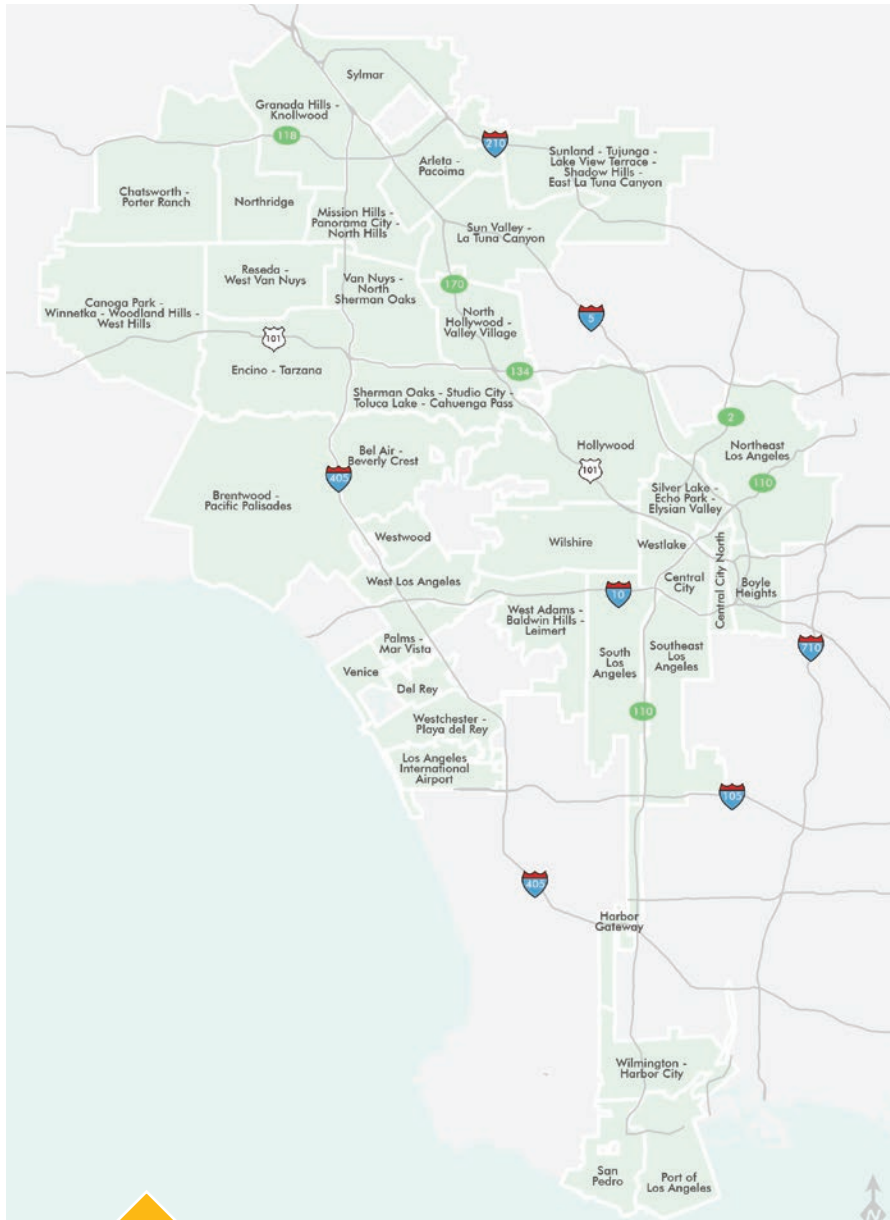 Sylmar
Granada Hills -
Knollwood
118
210
Sunland - Tujunga -
Lake View Terrace -
Shadow Hills -
East La Tuna Canyon
Arleta -
Pacoima
Chatsworth -
Porter Ranch
Northridge
Mission Hills -
Panorama City -
North Hills
Sun Valley -
La Tuna Canyon
Reseda -
West Van Nuys
Van Nuys -
North
Sherman Oaks
170
Canoga Park -
Winnetka - Woodland Hills -
West Hills
North
Hollywood -
Valley Village
5
101
Encino - Tarzana
134
Sherman Oaks - Studio City -
Toluca Lake - Cahuenga Pass
2
Bel Air -
Beverly Crest
Hollywood
Northeast
Los Angeles
405
101
110
Brentwood -
Pacific Palisades
Silver Lake -
Echo Park -
Elysian Valley
Westwood
Wilshire
Westlake
Central City North
West Los Angeles
Central
City
Boyle
Heights
10
West Adams -
Baldwin Hills -
Leimert
Palms -
Mar Vista
South
Los
Angeles
Southeast
Los
Angeles
710
Venice
Del Rey
Westchester -
Playa del Rey
110
Los Angeles
International
Airport
105
405
Harbor
Gateway
Wilmington -
Harbor City
San
Pedro
Port of
Los Angeles
N